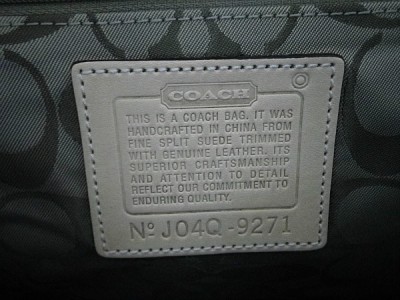 COACH
THIS IS A COACH BAG. IT WAS
HANDCRAFTED IN CHINA FROM
FINE SPLIT SUEDE TRIMMED
WITH GENUINE LEATHER. ITS
SUPERIOR CRAFTSMANSHIP
AND ATTENTION TO DETAIL
REFLECT OUR COMMITMENT TO
ENDURING QUALITY.
Nº J04Q-9271